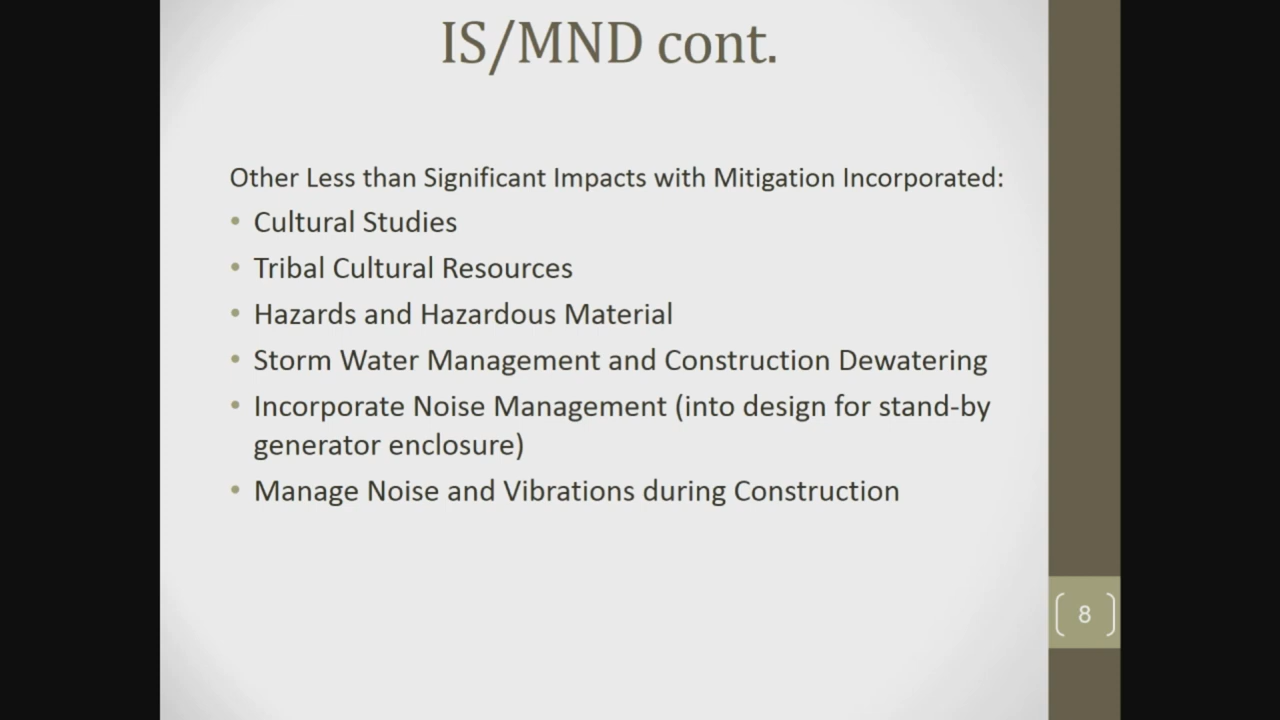 IS/MND cont.
Other Less than Significant Impacts with Mitigation Incorporated:
• Cultural Studies
• Tribal Cultural Resources
• Hazards and Hazardous Material
• Storm Water Management and Construction Dewatering
• Incorporate Noise Management (into design for stand-by
generator enclosure)
• Manage Noise and Vibrations during Construction
8